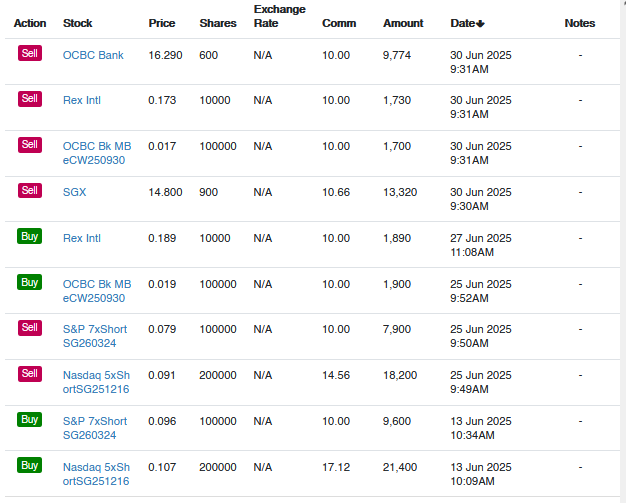 Action Stock Price Shares Exchange Rate Comm Amount Date↓ Notes
Sell OCBC Bank 16.290 600 N/A 10.00 9,774 30 Jun 2025 -
9:31AM
Sell Rex Intl 0.173 10000 N/A 10.00 1,730 30 Jun 2025 -
9:31AM
Sell OCBC Bk MB 0.017 100000 N/A 10.00 1,700 30 Jun 2025 -
eCW250930 9:31AM
Sell SGX 14.800 900 N/A 10.66 13,320 30 Jun 2025 -
9:30AM
Buy Rex Intl 0.189 10000 N/A 10.00 1,890 27 Jun 2025 -
11:08AM
Buy OCBC Bk MB 0.019 100000 N/A 10.00 1,900 25 Jun 2025 -
eCW250930 9:52AM
Sell S&P 7xShort 0.079 100000 N/A 10.00 7,900 25 Jun 2025 -
SG260324 9:50AM
Sell Nasdaq 5xSh 0.091 200000 N/A 14.56 18,200 25 Jun 2025 -
ortSG251216 9:49AM
Buy S&P 7xShort 0.096 100000 N/A 10.00 9,600 13 Jun 2025 -
SG260324 10:34AM
Buy Nasdaq 5xSh 0.107 200000 N/A 17.12 21,400 13 Jun 2025 -
ortSG251216 10:09AM